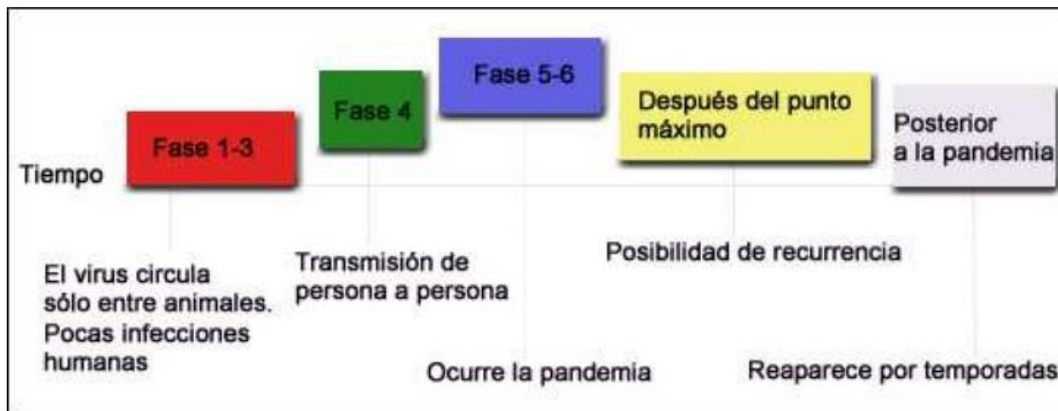 Fase 1-3
Fase 4
Fase 5-6
Después del punto
máximo
Posterior
a la pandemia
Tiempo
El virus circula
sólo entre animales.
Pocas infecciones
humanas
Transmisión de
persona a persona
Ocurre la pandemia
Posibilidad de recurrencia
Reaparece por temporadas